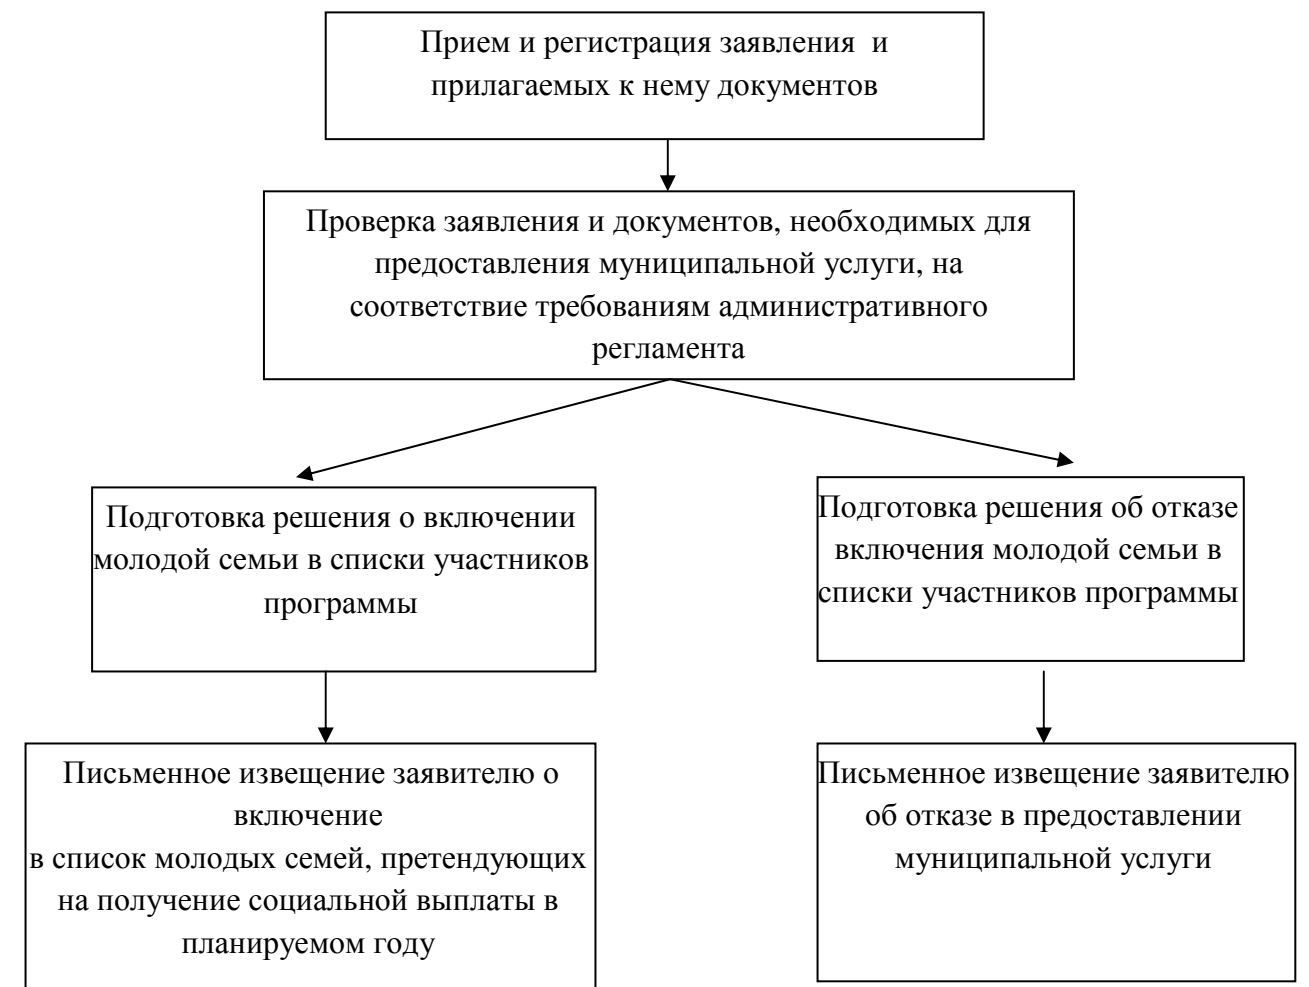 Прием и регистрация заявления и
прилагаемых к нему документов
Проверка заявления и документов, необходимых для
предоставления муниципальной услуги, на
соответствие требованиям административного
регламента
Подготовка решения о включении
молодой семьи в списки участников
программы
Подготовка решения об отказе
включения молодой семьи в
списки участников программы
Письменное извещение заявителю о
включение
в список молодых семей, претендующих
на получение социальной выплаты в
планируемом году
Письменное извещение заявителю
об отказе в предоставлении
муниципальной услуги